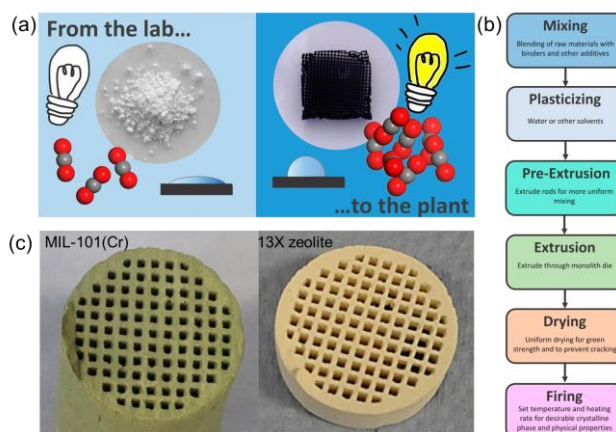 (a)
From the lab...
...to the plant
(b)
Mixing
Blending of raw materials with
binders and other additives
Plasticizing
Water or other solvents
Pre-Extrusion
Extrude rods for more uniform
mixing
Extrusion
Extrude through monolith die
Drying
Uniform drying for green
strength and to prevent cracking
Firing
Set temperature and heating
rate for desirable crystalline
phase and physical properties
(c)
MIL-101(Cr)
13X zeolite